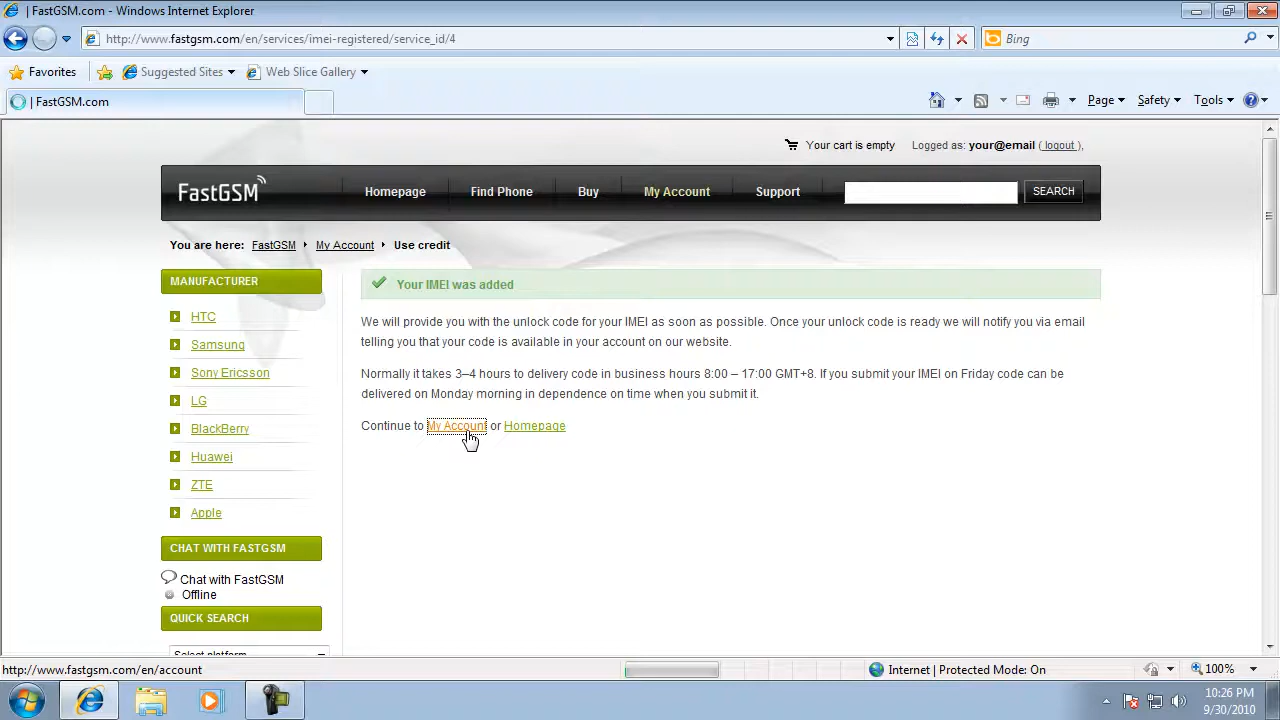 | FastGSM.com - Windows Internet Explorer
http://www.fastgsm.com/en/services/imei-registered/service_id/4
Bing
Favorites
Suggested Sites
Web Slice Gallery
| FastGSM.com
Page
Safety
Tools
Your cart is empty
Logged as: your@email ( logout ),
FastGSM
Homepage
Find Phone
Buy
My Account
Support
SEARCH
You are here: FastGSM My Account Use credit
MANUFACTURER
HTC
Samsung
Sony Ericsson
LG
BlackBerry
Huawei
ZTE
Apple
CHAT WITH FASTGSM
Chat with FastGSM
Offline
QUICK SEARCH
Select platform
Your IMEI was added
We will provide you with the unlock code for your IMEI as soon as possible. Once your unlock code is ready we will notify you via email
telling you that your code is available in your account on our website.
Normally it takes 3–4 hours to delivery code in business hours 8:00 – 17:00 GMT+8. If you submit your IMEI on Friday code can be
delivered on Monday morning in dependence on time when you submit it.
Continue to My Account or Homepage
http://www.fastgsm.com/en/account
Internet | Protected Mode: On
100%
10:26 PM
9/30/2010